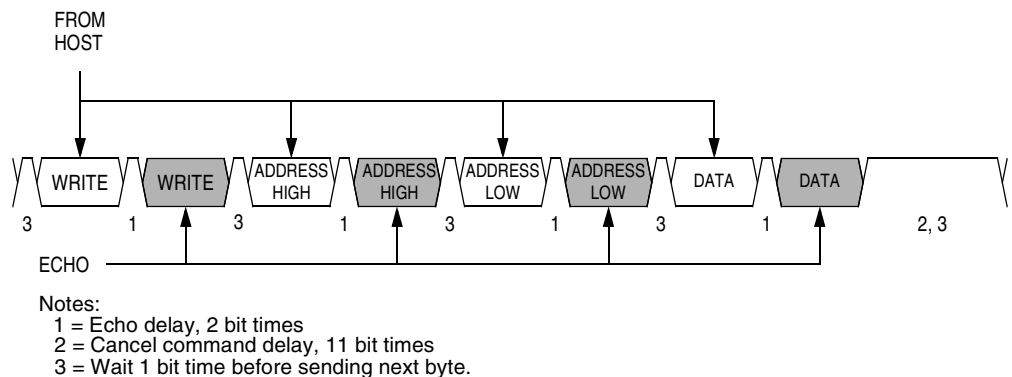 FROM
HOST
WRITE WRITE ADDRESS HIGH ADDRESS HIGH ADDRESS LOW ADDRESS LOW DATA DATA
3 1 3 1 3 1 3 1 2, 3
ECHO
Notes:
1 = Echo delay, 2 bit times
2 = Cancel command delay, 11 bit times
3 = Wait 1 bit time before sending next byte.